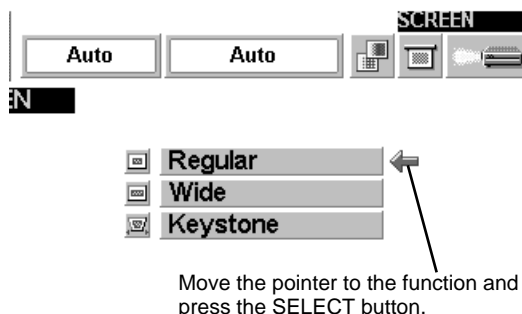 SCREEN
Auto Auto
EN
Regular
Wide
Keystone
Move the pointer to the function and
press the SELECT button.